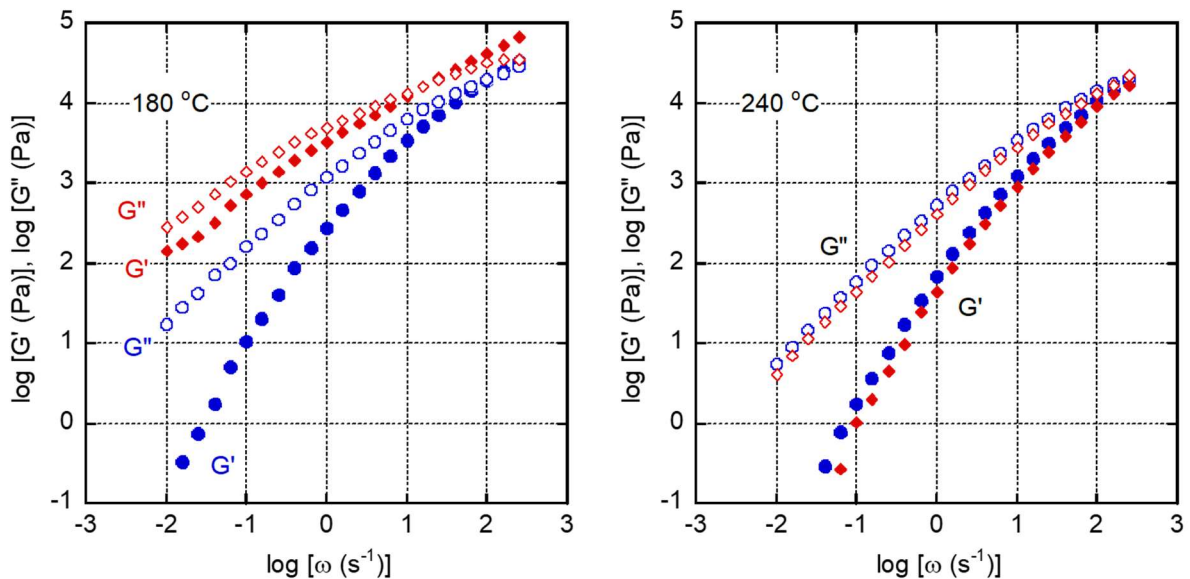 5
4
3
2
1
0
-1
log [G' (Pa)], log [G" (Pa)]
180 °C
G"
G'
G"
G'
-3 -2 -1 0 1 2 3
log [ω (s⁻¹)]
5
4
3
2
1
0
-1
log [G' (Pa)], log [G" (Pa)]
240 °C
G"
G'
-3 -2 -1 0 1 2 3
log [ω (s⁻¹)]